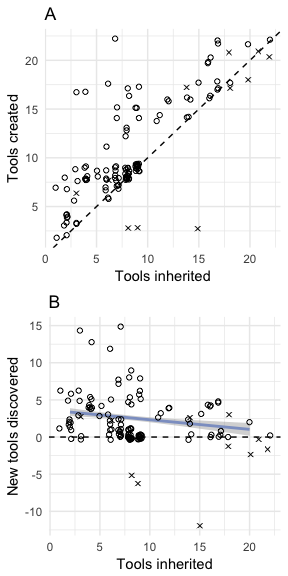 A
20
15
10
5
Tools created
0 5 10 15 20
Tools inherited
B
15
10
5
0
-5
-10
New tools discovered
0 5 10 15 20
Tools inherited